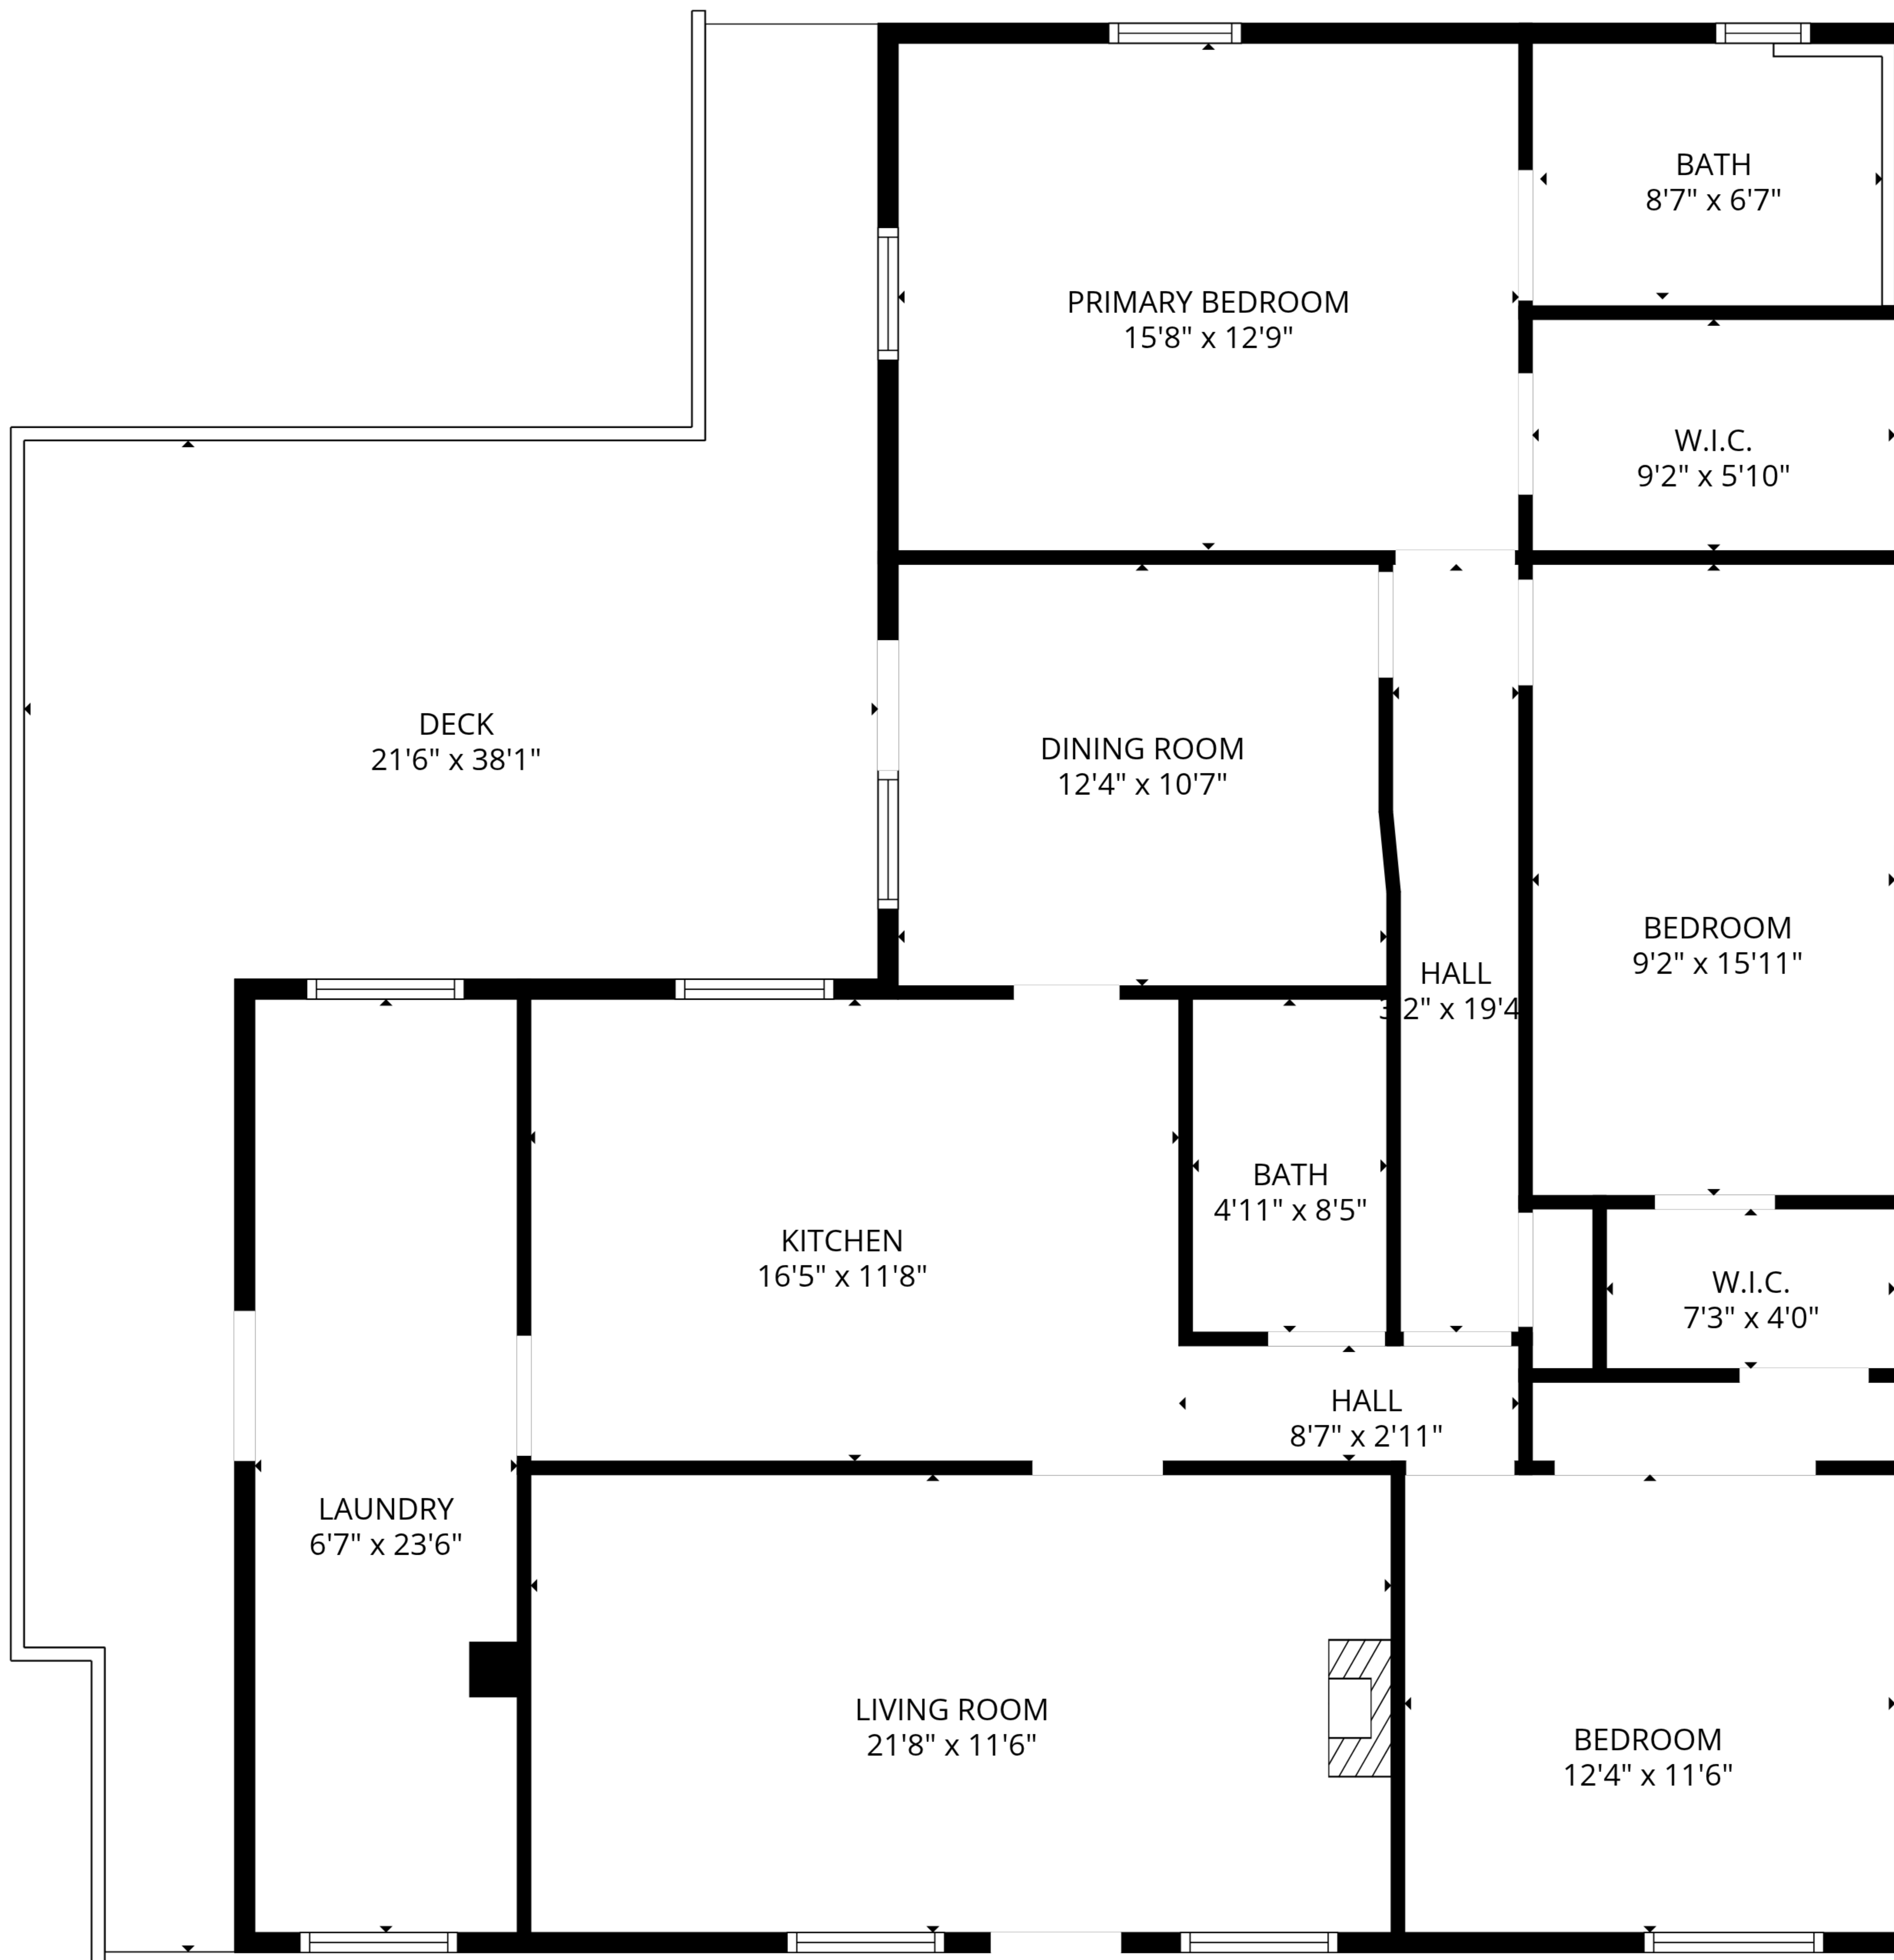 BATH
8'7" x 6'7"
PRIMARY BEDROOM
15'8" x 12'9"
W.I.C.
9'2" x 5'10"
DECK
21'6" x 38'1"
DINING ROOM
12'4" x 10'7"
BEDROOM
9'2" x 15'11"
HALL
x 19'4
BATH
4'11" x 8'5"
KITCHEN
16'5" x 11'8"
W.I.C.
7'3" x 4'0"
HALL
8'7" x 2'11"
LAUNDRY
6'7" x 23'6"
LIVING ROOM
21'8" x 11'6"
BEDROOM
12'4" x 11'6"